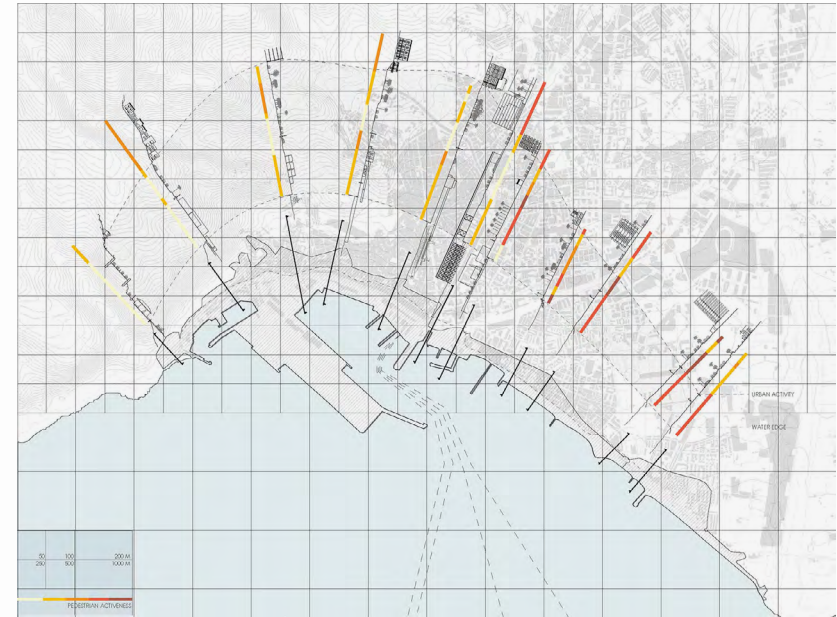 URBAN ACTIVITY
WATER EDGE
50 100 200 M
250 500 1000 M
PEDESTRIAN ACTIVENESS